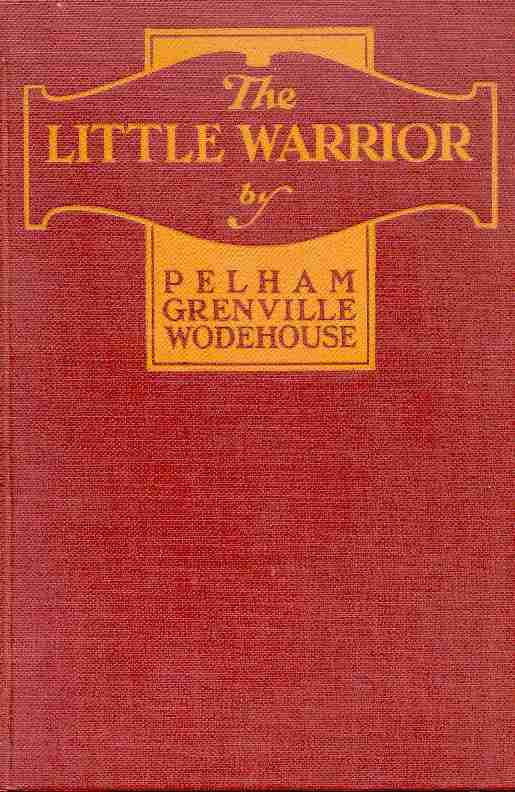 The
LITTLE WARRIOR
by
PELHAM
GRENVILLE
WODEHOUSE